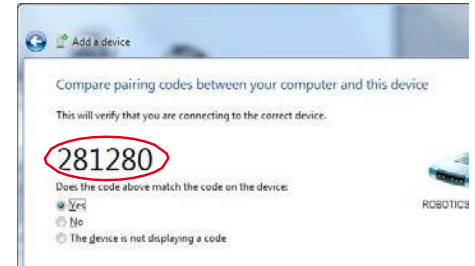 Add a device
Compare pairing codes between your computer and this device
This will verify that you are connecting to the correct device.
281280
Does the code above match the code on the device:
Yes
No
The device is not displaying a code
ROBOTICS